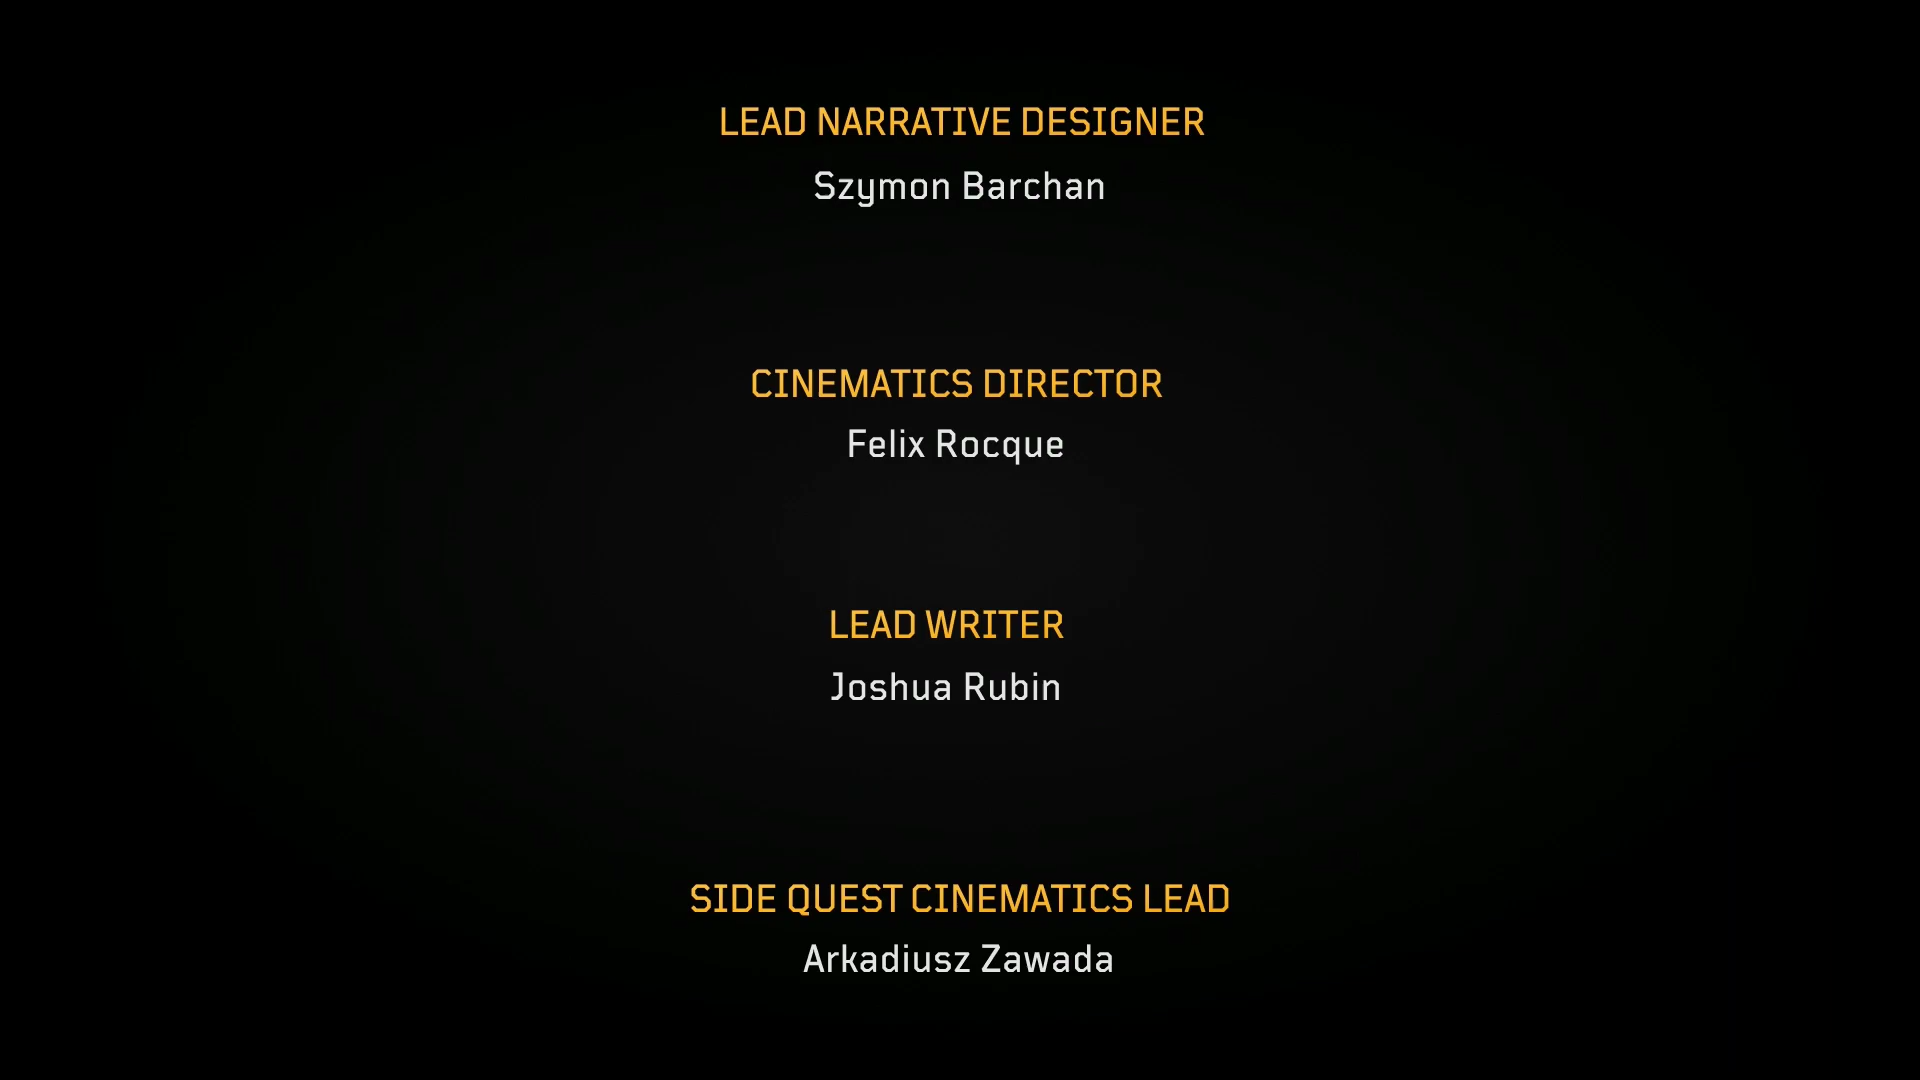 LEAD NARRATIVE DESIGNER
Szymon Barchan
CINEMATICS DIRECTOR
Felix Rocque
LEAD WRITER
Joshua Rubin
SIDE QUEST CINEMATICS LEAD
Arkadiusz Zawada